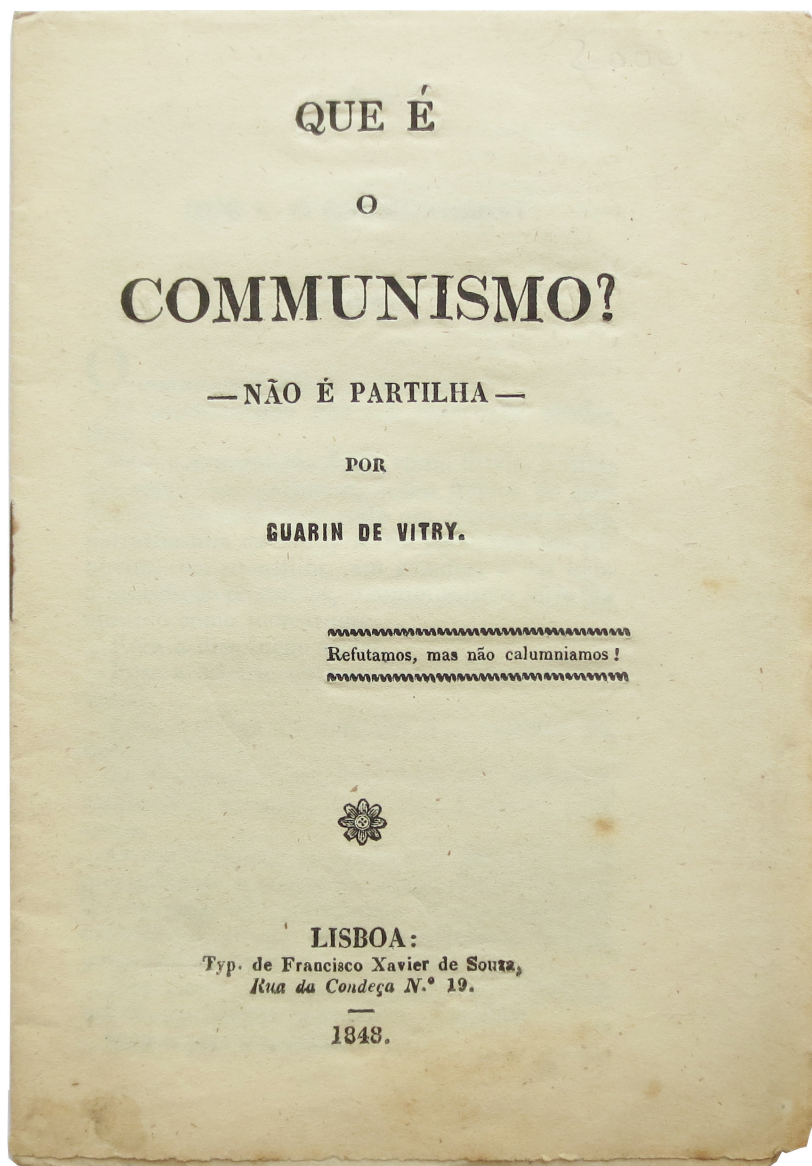 QUE É
O
COMMUNISMO?
—NÃO É PARTILHA—
POR
GUARIN DE VITRY.
Refutamos, mas não calumniamos!
LISBOA:
Typ. de Francisco Xavier de Souza,
Rua da Condeça N.º 19.
1848.